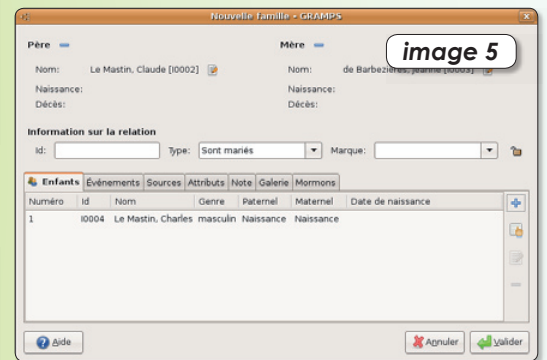 Nouvelle famille - GRAMPS
image 5
Père
Mère
Nom: Le Mastin, Claude [I0002]
Nom: de Barbezières, Jeanne [I0003]
Naissance:
Naissance:
Décès:
Décès:
Information sur la relation
Id: Type: Sont mariés Marque:
Enfants Événements Sources Attributs Note Galerie Mormons
Numéro Id Nom Genre Paternel Maternel Date de naissance
1 I0004 Le Mastin, Charles masculin Naissance Naissance
Aide Annuler Valider